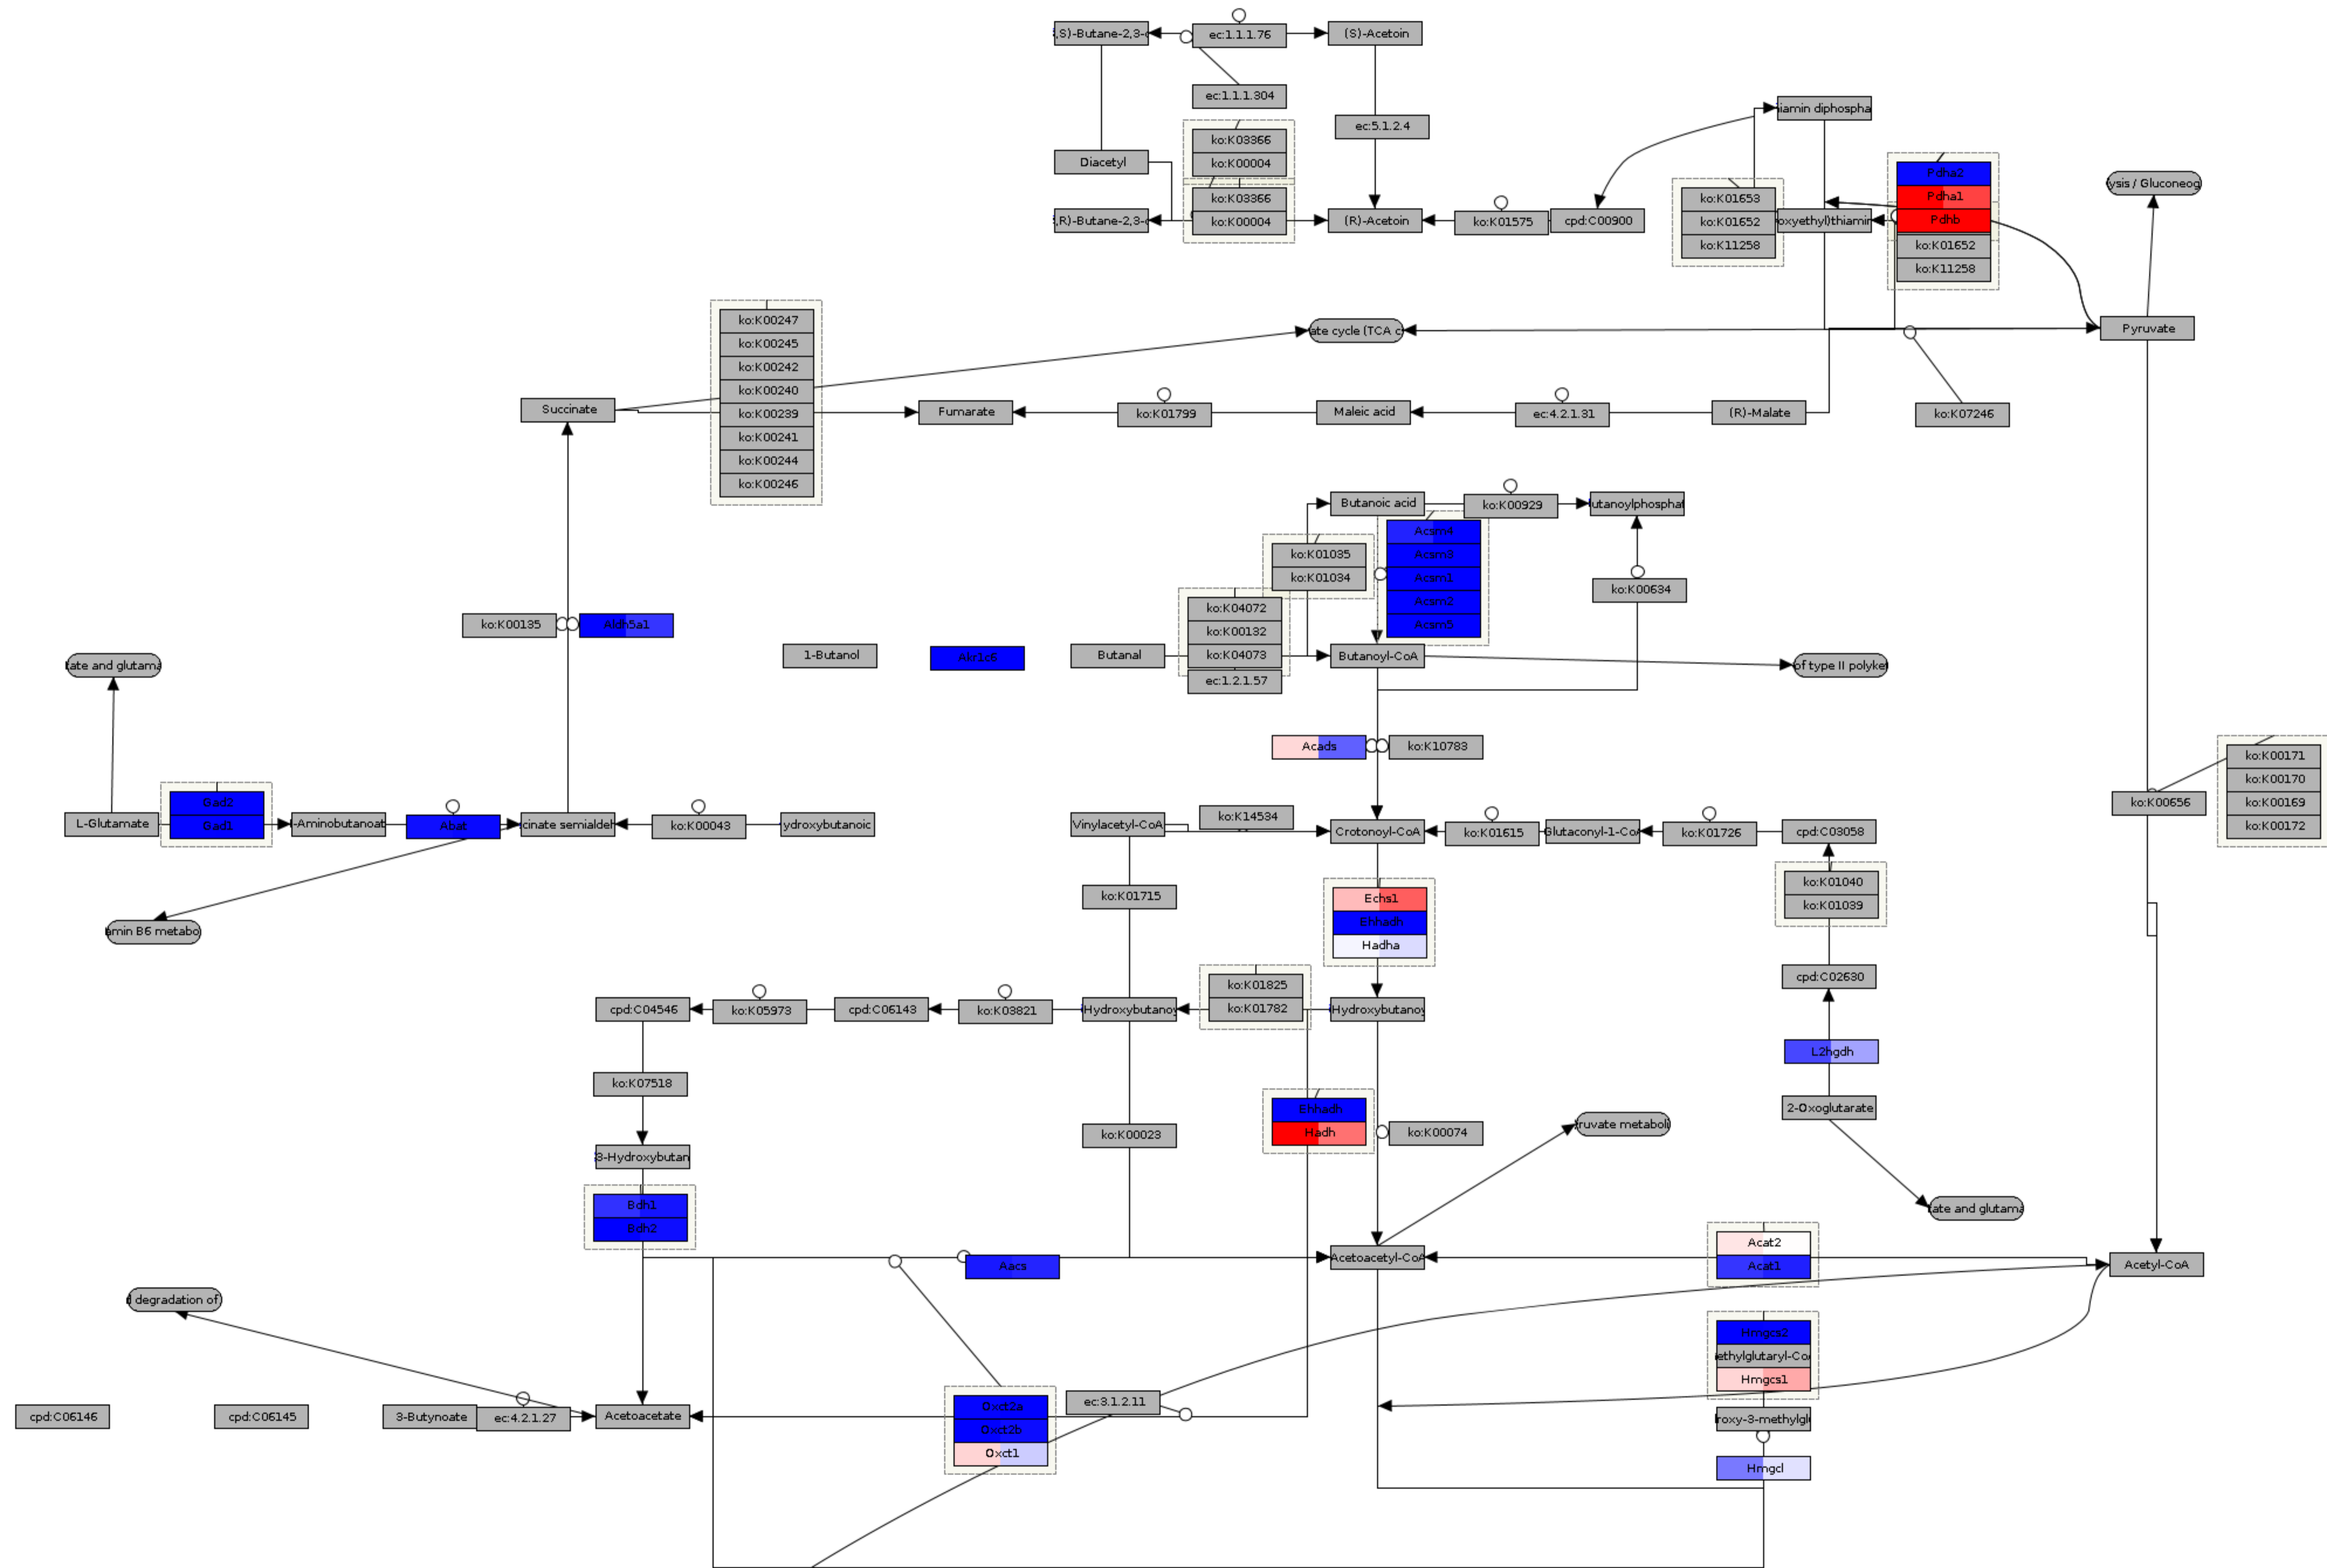 ,S)-Butane-2,3-
ec:1.1.1.76
(S)-Acetoin
ec:1.1.1.304
iamin diphospha
ko:K03366
ec:5.1.2.4
ko:K00004
Diacetyl
Pdha2
ysis / Gluconeog
Pdha1
ko:K03366
ko:K01653
,R)-Butane-2,3-
ko:K00004
(R)-Acetoin
ko:K01575
cpd:C00900
ko:K01652
oxyethyl)thiamin
Pdhb
ko:K11258
ko:K01652
ko:K11258
ko:K00247
ate cycle (TCA c
Pyruvate
ko:K00245
ko:K00242
ko:K00240
Succinate
ko:K00239
Fumarate
ko:K01799
Maleic acid
ec:4.2.1.31
(R)-Malate
ko:K07246
ko:K00241
ko:K00244
ko:K00246
Butanoic acid
ko:K00929
utanoylphosphat
Acsm4
ko:K01035
Acsm3
ko:K01034
Acsm1
ko:K00634
ko:K04072
Acsm2
ko:K00135
Aldh5a1
ko:K00132
Acsm5
tate and glutama
1-Butanol
Akr1c6
Butanal
ko:K04073
Butanoyl-CoA
of type II polyket
ec:1.2.1.57
Acads
ko:K10783
ko:K00171
ko:K00170
ko:K00656
ko:K00169
ko:K00172
Gad2
L-Glutamate
Gad1
-Aminobutanoat
Abat
cinate semialdeh
ko:K00043
ydroxybutanoic
Vinylacetyl-CoA
ko:K14534
Crotonoyl-CoA
ko:K01615
Glutaconyl-1-CoA
ko:K01726
cpd:C03058
ko:K01715
Echs1
ko:K01040
Ehhadh
ko:K01039
amin B6 metabo
Hadha
cpd:C02630
ko:K01825
cpd:C04546
ko:K05973
cpd:C06143
ko:K03821
Hydroxybutanoy
ko:K01782
Hydroxybutanoy
L2hgdh
ko:K07518
Ehhadh
2-Oxoglutarate
ko:K00023
Hadh
ko:K00074
ruvate metaboli
3-Hydroxybutan
Bdh1
tate and glutama
Bdh2
Acat2
Aacs
Acetoacetyl-CoA
Acat1
Acetyl-CoA
degradation of
Hmgcs2
ethylglutaryl-CoA
Hmgcs1
ec:3.1.2.11
cpd:C06146
cpd:C06145
3-Butynoate
ec:4.2.1.27
Acetoacetate
Oxct2a
roxy-3-methylgl
Oxct2b
Oxct1
Hmgcl